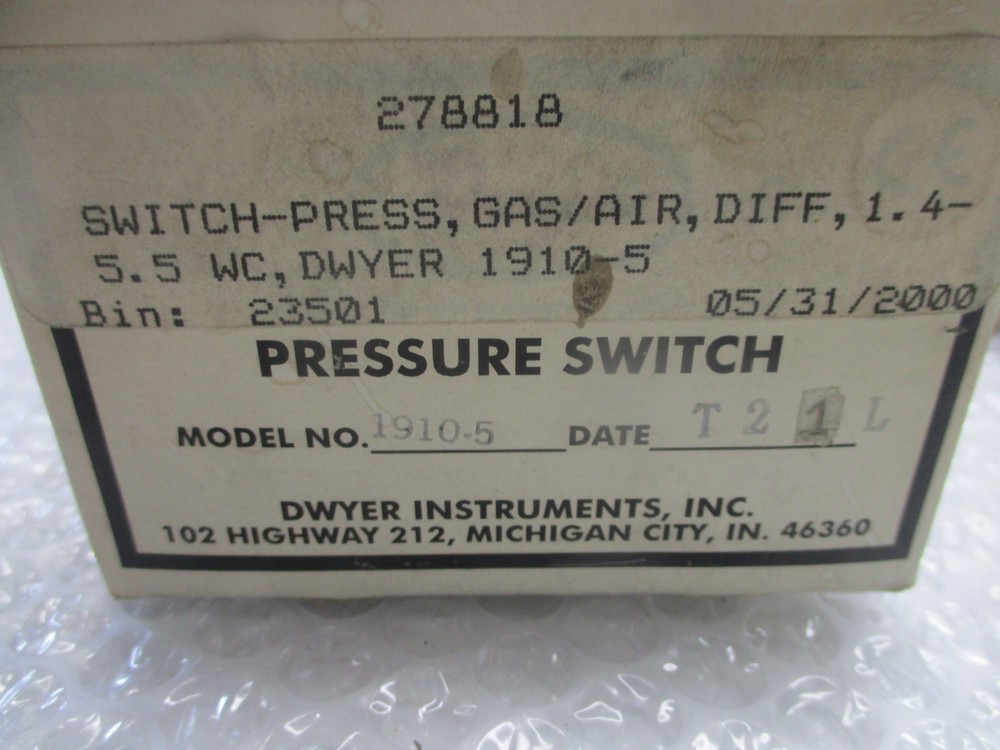 278818
SWITCH-PRESS, GAS/AIR, DIFF, 1.4-
5.5 WC, DWYER 1910-5
Bin: 23501 05/31/2000
PRESSURE SWITCH
MODEL NO. 1910-5 DATE T 2 1 L
DWYER INSTRUMENTS, INC.
102 HIGHWAY 212, MICHIGAN CITY, IN. 46360